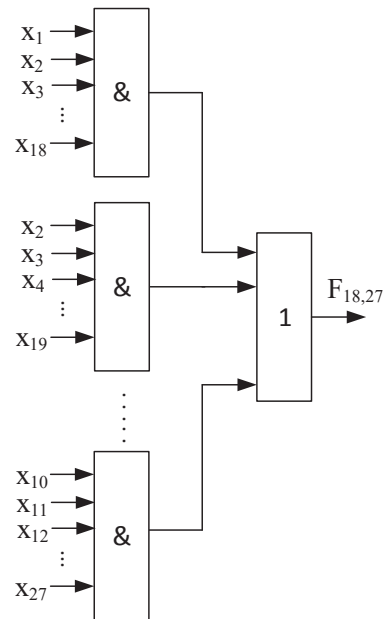 x₁
x₂
x₃
...
x₁₈
&
x₂
x₃
x₄
...
x₁₉
&
1
F₁₈,₂₇
......
x₁₀
x₁₁
x₁₂
...
x₂₇
&